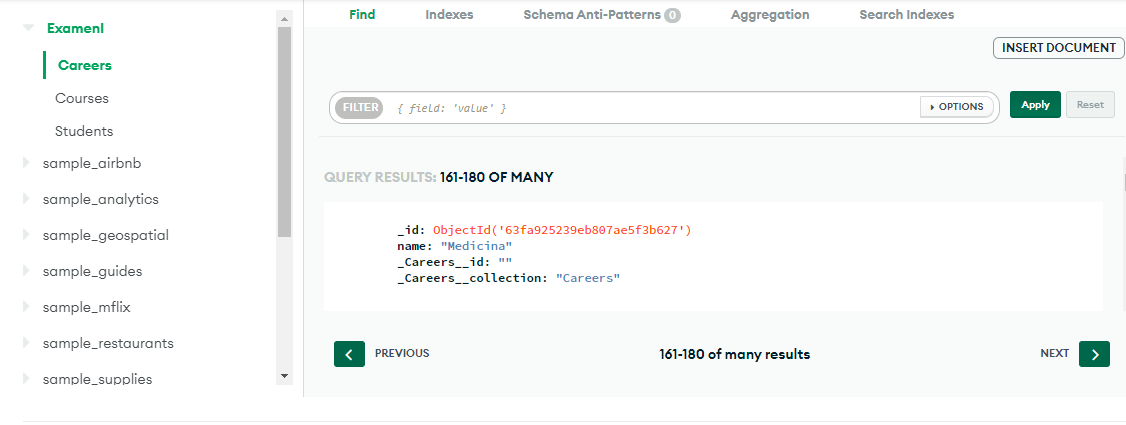 Examenl
Careers
Courses
Students
sample_airbnb
sample_analytics
sample_geospatial
sample_guides
sample_mflix
sample_restaurants
sample_supplies
Find Indexes Schema Anti-Patterns 0 Aggregation Search Indexes
INSERT DOCUMENT
FILTER { field: 'value' } OPTIONS Apply Reset
QUERY RESULTS: 161-180 OF MANY
_id: ObjectId('63fa925239eb807ae5f3b627')
name: "Medicina"
_Careers__id: ""
_Careers__collection: "Careers"
PREVIOUS 161-180 of many results NEXT